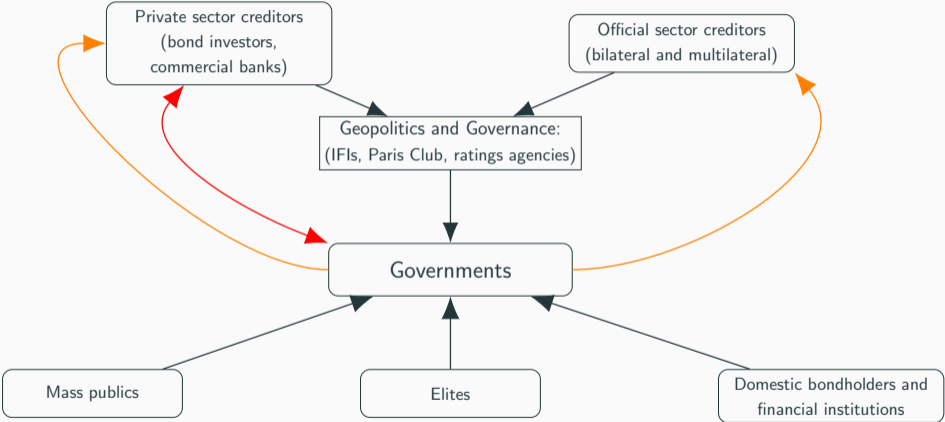 Private sector creditors
(bond investors,
commercial banks)
Official sector creditors
(bilateral and multilateral)
Geopolitics and Governance:
(IFIs, Paris Club, ratings agencies)
Governments
Mass publics
Elites
Domestic bondholders and
financial institutions